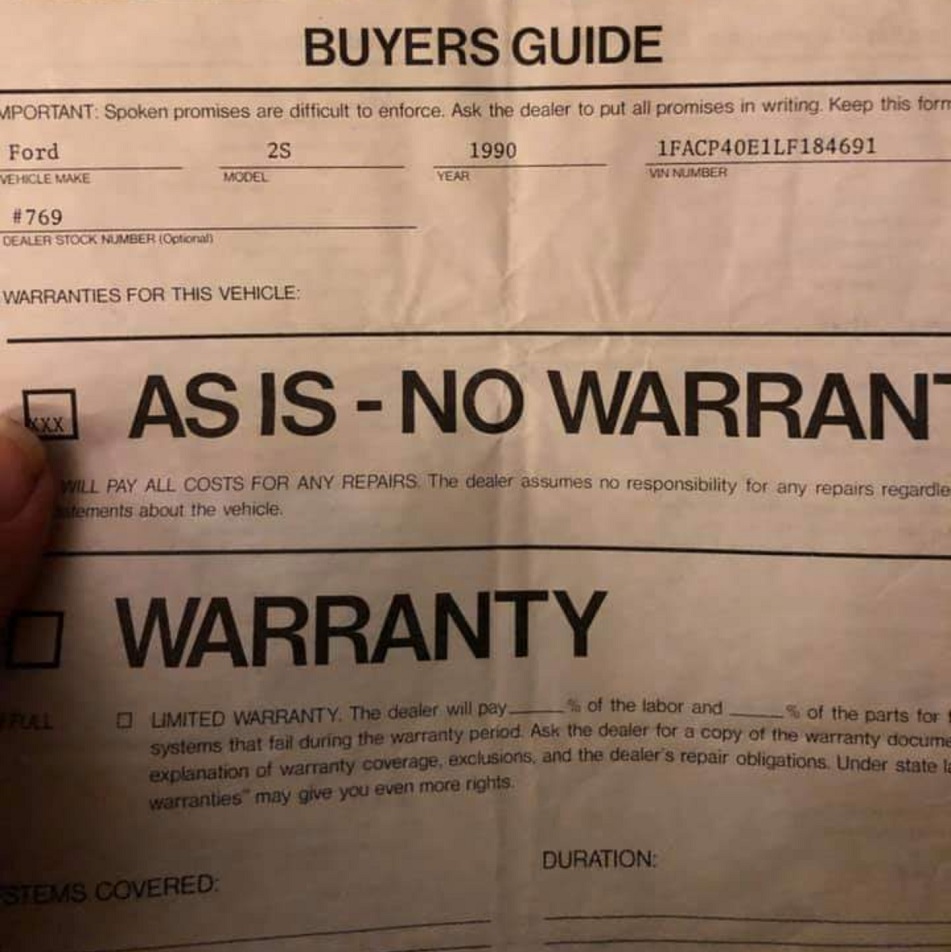 BUYERS GUIDE
MPORTANT: Spoken promises are difficult to enforce. Ask the dealer to put all promises in writing. Keep this form
Ford 2S 1990 1FACP40E1LF184691
VEHICLE MAKE MODEL YEAR VIN NUMBER
#769
DEALER STOCK NUMBER (Optional)
WARRANTIES FOR THIS VEHICLE:
XXX AS IS - NO WARRANT
WILL PAY ALL COSTS FOR ANY REPAIRS. The dealer assumes no responsibility for any repairs regardle
atements about the vehicle.
WARRANTY
FULL LIMITED WARRANTY. The dealer will pay____% of the labor and ____% of the parts for
systems that fail during the warranty period. Ask the dealer for a copy of the warranty docume
explanation of warranty coverage, exclusions, and the dealer's repair obligations. Under state la
warranties" may give you even more rights.
STEMS COVERED: DURATION: